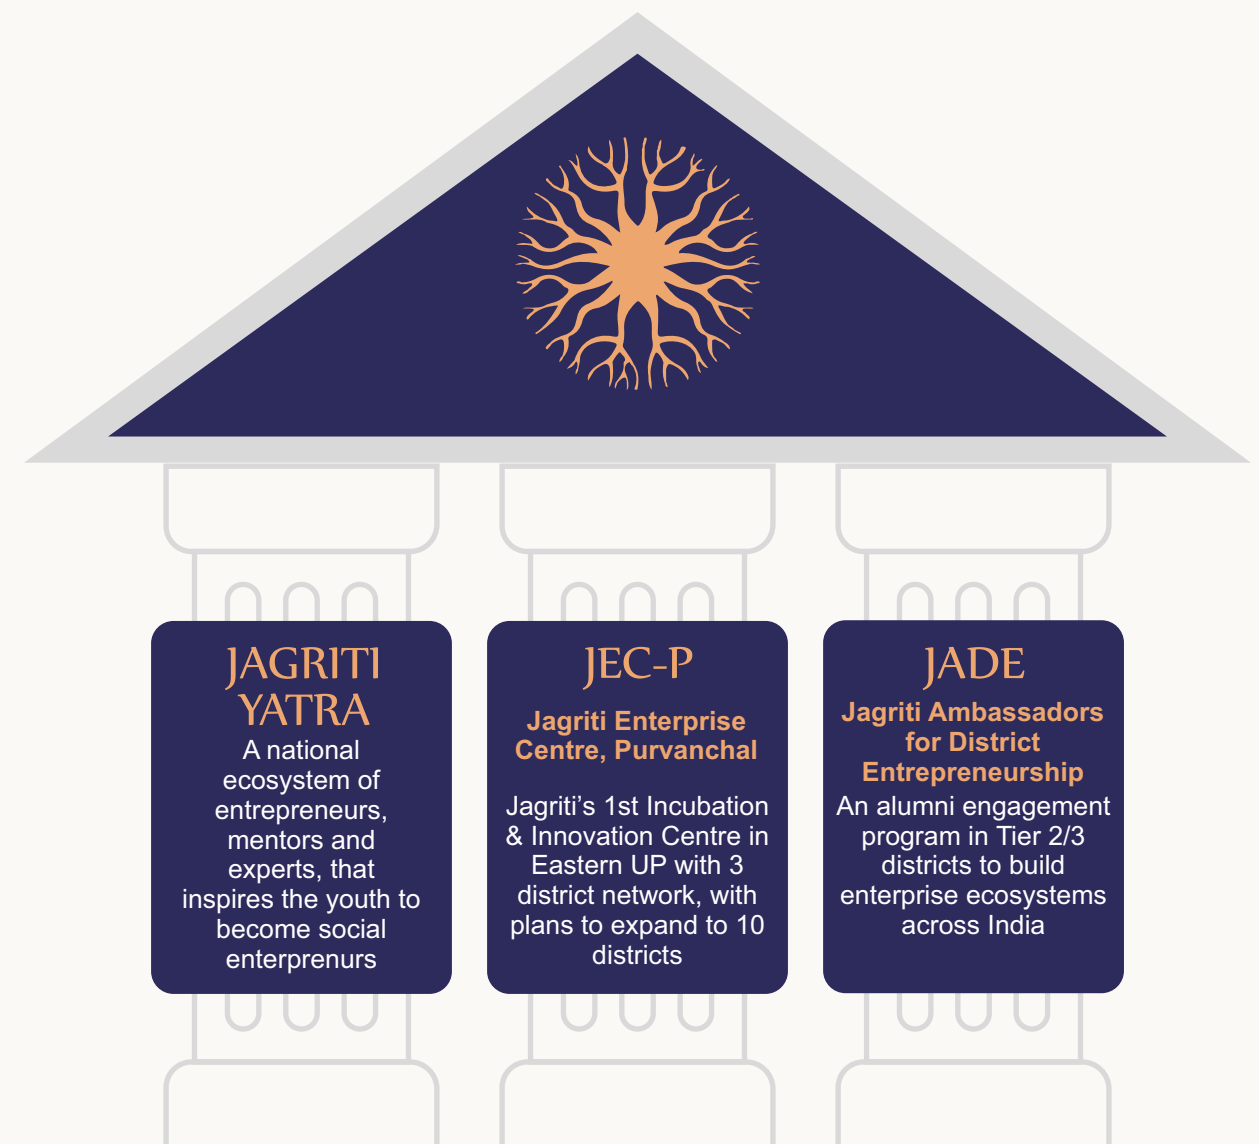 JAGRITI
YATRA
A national
ecosystem of
entrepreneurs,
mentors and
experts, that
inspires the youth to
become social
enterprenurs
JEC-P
Jagriti Enterprise
Centre, Purvanchal
Jagriti’s 1st Incubation
& Innovation Centre in
Eastern UP with 3
district network, with
plans to expand to 10
districts
JADE
Jagriti Ambassadors
for District
Entrepreneurship
An alumni engagement
program in Tier 2/3
districts to build
enterprise ecosystems
across India